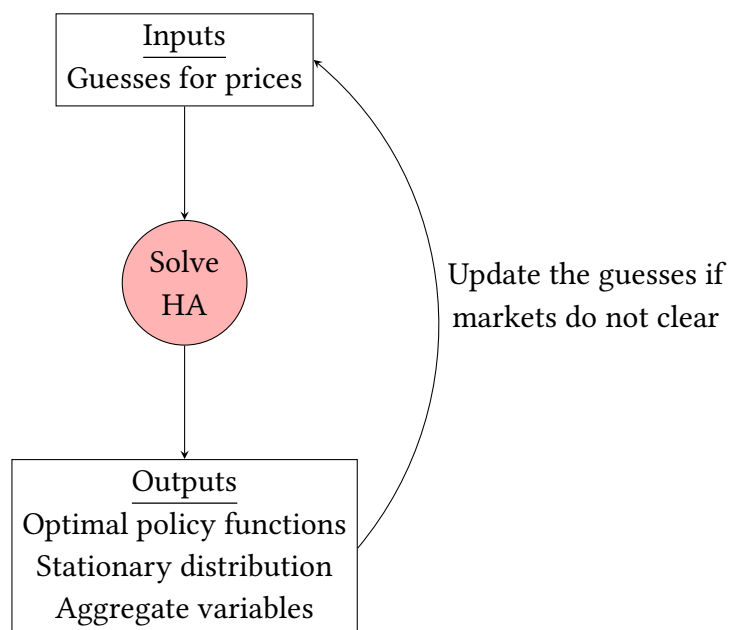 Inputs
Guesses for prices
Solve
HA
Update the guesses if
markets do not clear
Outputs
Optimal policy functions
Stationary distribution
Aggregate variables